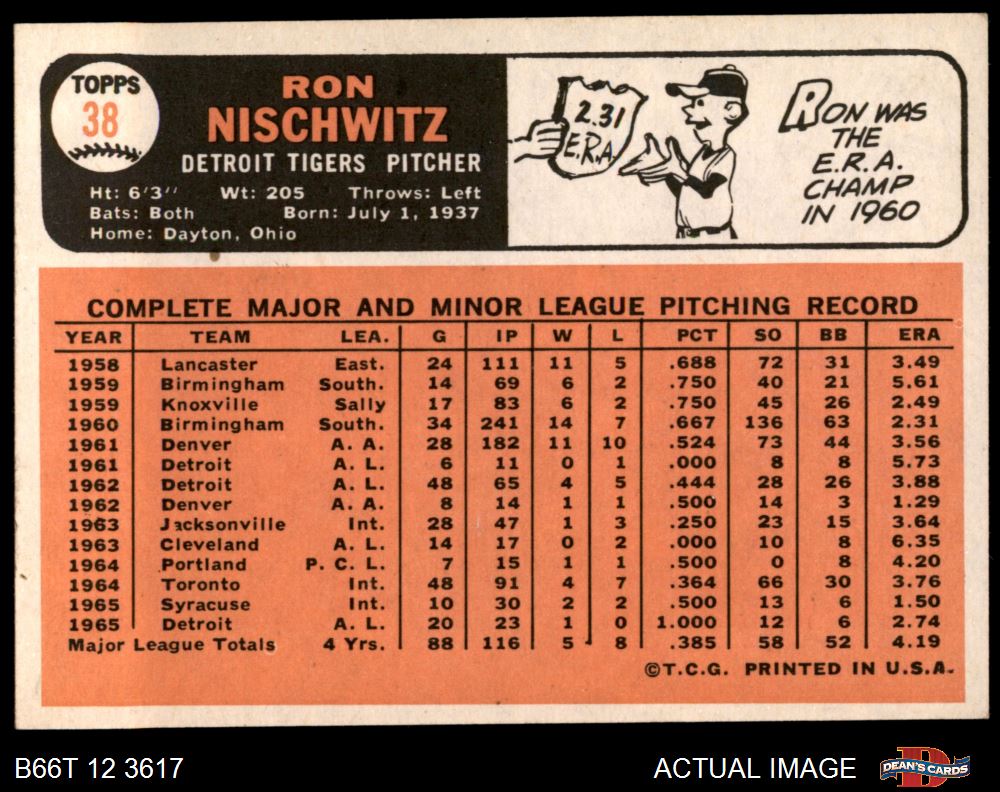 TOPPS
38
RON
NISCHWITZ
DETROIT TIGERS PITCHER
Ht: 6'3" Wt: 205 Throws: Left
Bats: Both Born: July 1, 1937
Home: Dayton, Ohio
2.31
E.R.A.
RON WAS
THE
E.R.A.
CHAMP
IN 1960
COMPLETE MAJOR AND MINOR LEAGUE PITCHING RECORD
YEAR TEAM LEA. G IP W L PCT SO BB ERA
1958 Lancaster East. 24 111 11 5 .688 72 31 3.49
1959 Birmingham South. 14 69 6 2 .750 40 21 5.61
1959 Knoxville Sally 17 83 6 2 .750 45 26 2.49
1960 Birmingham South. 34 241 14 7 .667 136 63 2.31
1961 Denver A. A. 28 182 11 10 .524 73 44 3.56
1961 Detroit A. L. 6 11 0 1 .000 8 8 5.73
1962 Detroit A. L. 48 65 4 5 .444 28 26 3.88
1962 Denver A. A. 8 14 1 1 .500 14 3 1.29
1963 Jacksonville Int. 28 47 1 3 .250 23 15 3.64
1963 Cleveland A. L. 14 17 0 2 .000 10 8 6.35
1964 Portland P. C. L. 7 15 1 1 .500 0 8 4.20
1964 Toronto Int. 48 91 4 7 .364 66 30 3.76
1965 Syracuse Int. 10 30 2 2 .500 13 6 1.50
1965 Detroit A. L. 20 23 1 0 1.000 12 6 2.74
Major League Totals 4 Yrs. 88 116 5 8 .385 58 52 4.19
©T.C.G. PRINTED IN U.S.A.
B66T 12 3617
ACTUAL IMAGE
DEAN'S CARDS